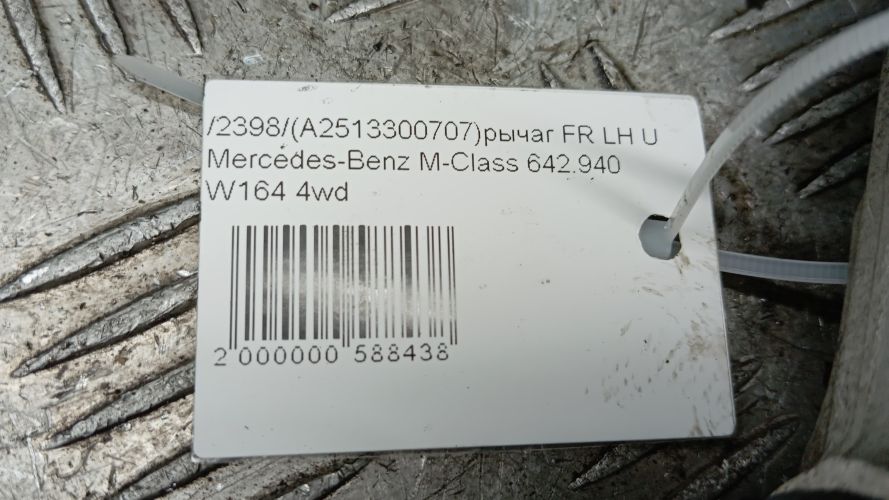 /2398/(A2513300707)рычаг FR LH U
Mercedes-Benz M-Class 642.940
W164 4wd
2 000000 588438